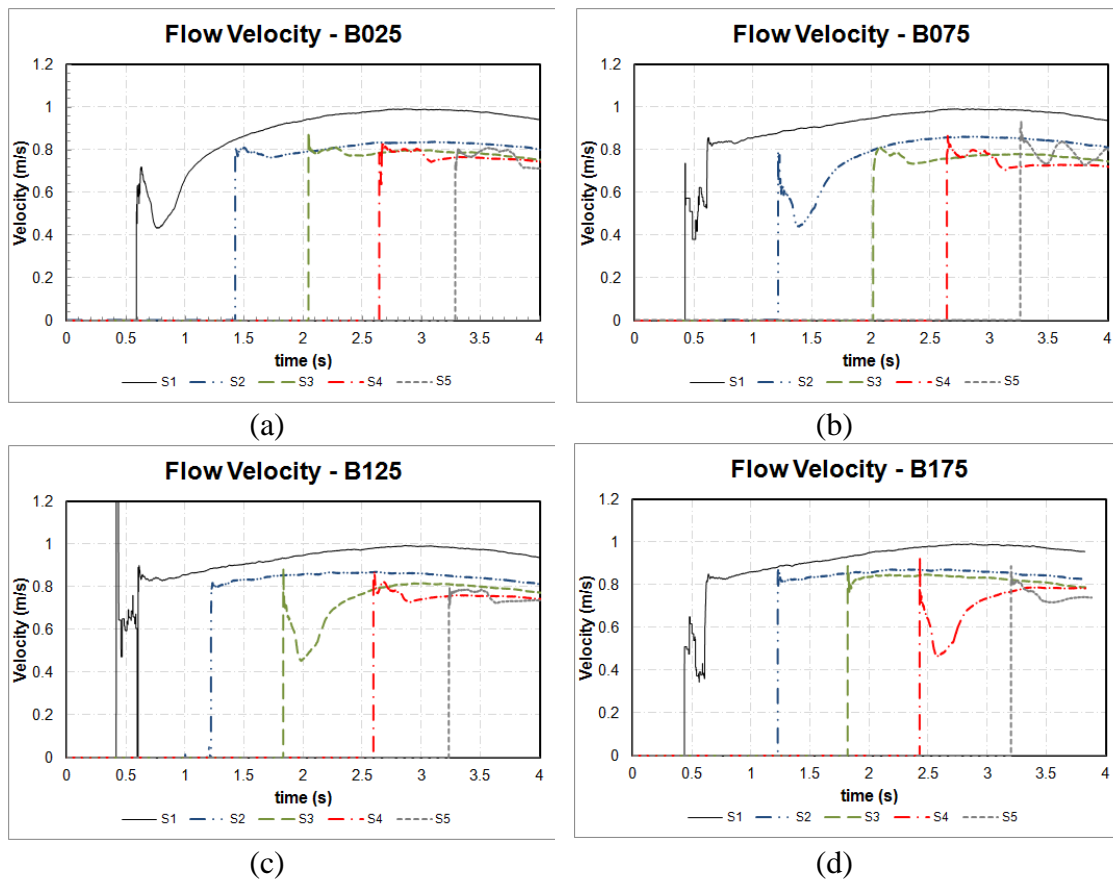 Flow Velocity - B025
1.2
1
0.8
0.6
0.4
0.2
0
Velocity (m/s)
0 0.5 1 1.5 2 2.5 3 3.5 4
time (s)
S1 S2 S3 S4 S5
(a)
Flow Velocity - B075
1.2
1
0.8
0.6
0.4
0.2
0
Velocity (m/s)
0 0.5 1 1.5 2 2.5 3 3.5 4
time (s)
S1 S2 S3 S4 S5
(b)
Flow Velocity - B125
1.2
1
0.8
0.6
0.4
0.2
0
Velocity (m/s)
0 0.5 1 1.5 2 2.5 3 3.5 4
time (s)
S1 S2 S3 S4 S5
(c)
Flow Velocity - B175
1.2
1
0.8
0.6
0.4
0.2
0
Velocity (m/s)
0 0.5 1 1.5 2 2.5 3 3.5 4
time (s)
S1 S2 S3 S4 S5
(d)